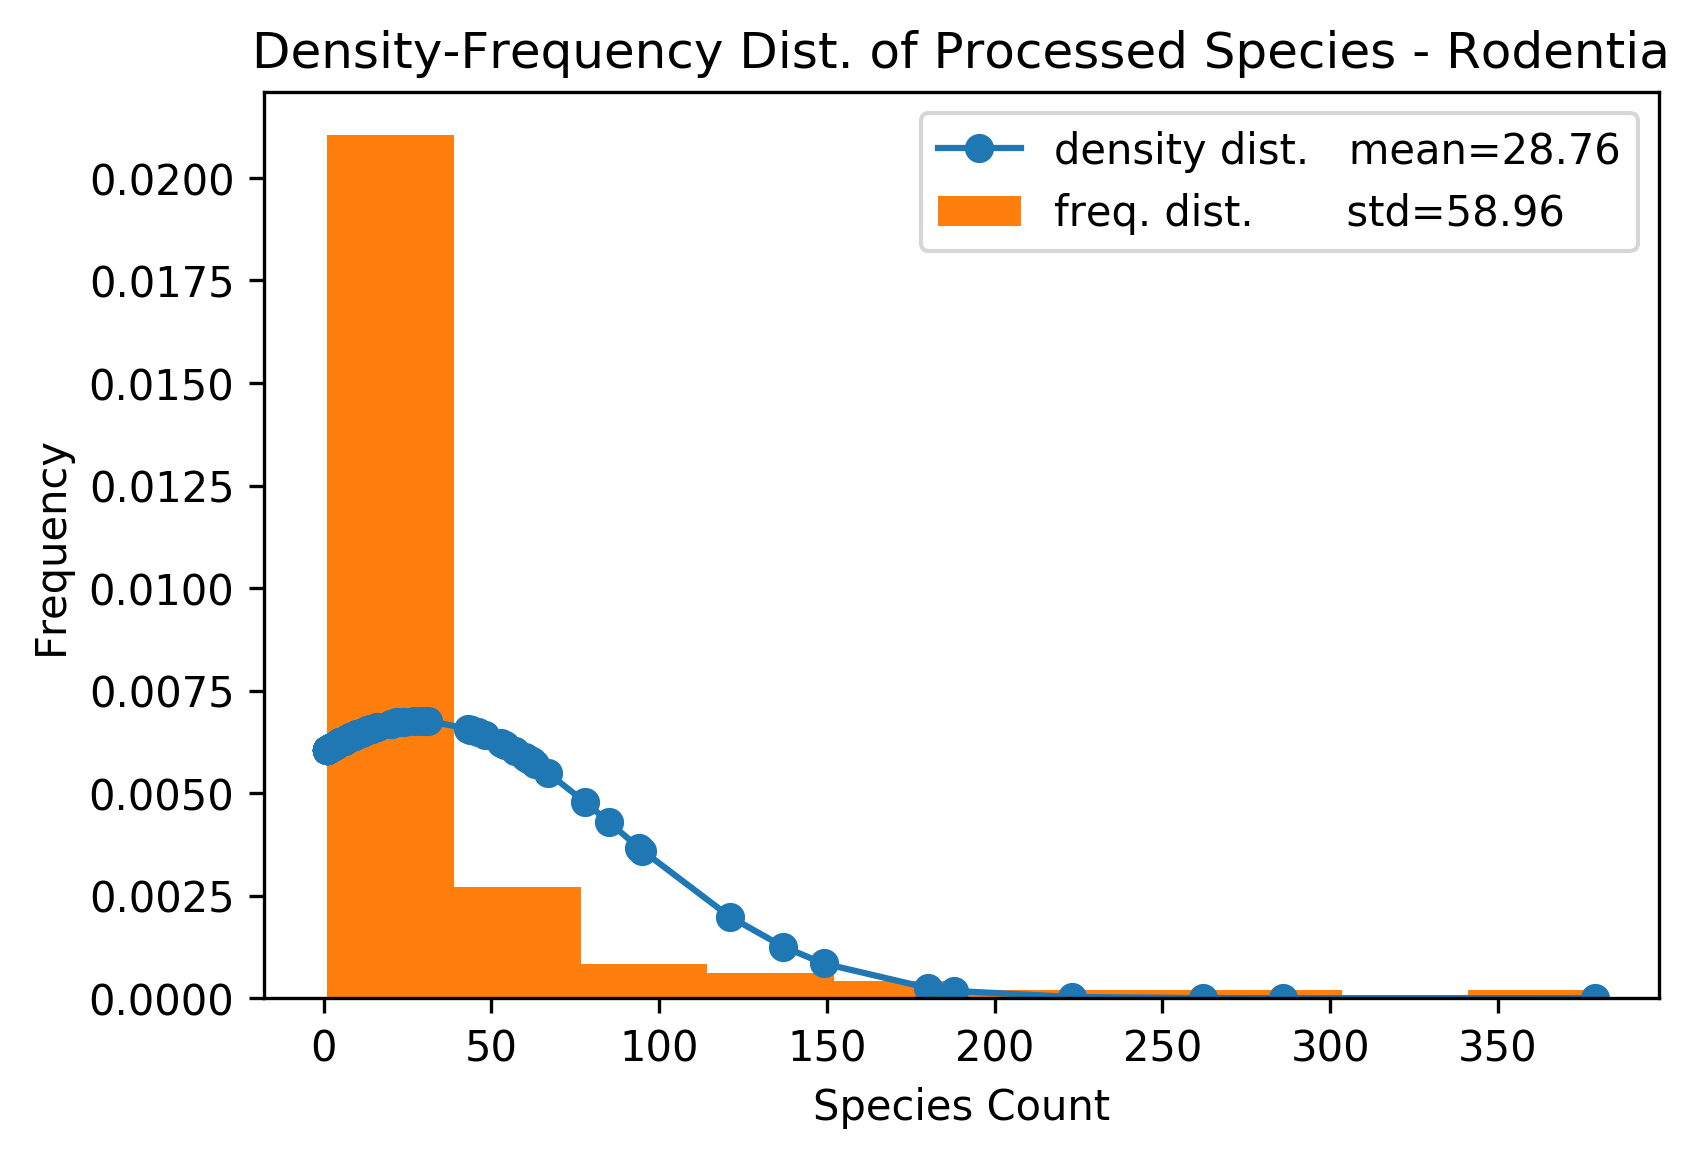 Density-Frequency Dist. of Processed Species - Rodentia
density dist.   mean=28.76
freq. dist.       std=58.96
0.0200
0.0175
0.0150
0.0125
0.0100
0.0075
0.0050
0.0025
0.0000
Frequency
0 50 100 150 200 250 300 350
Species Count